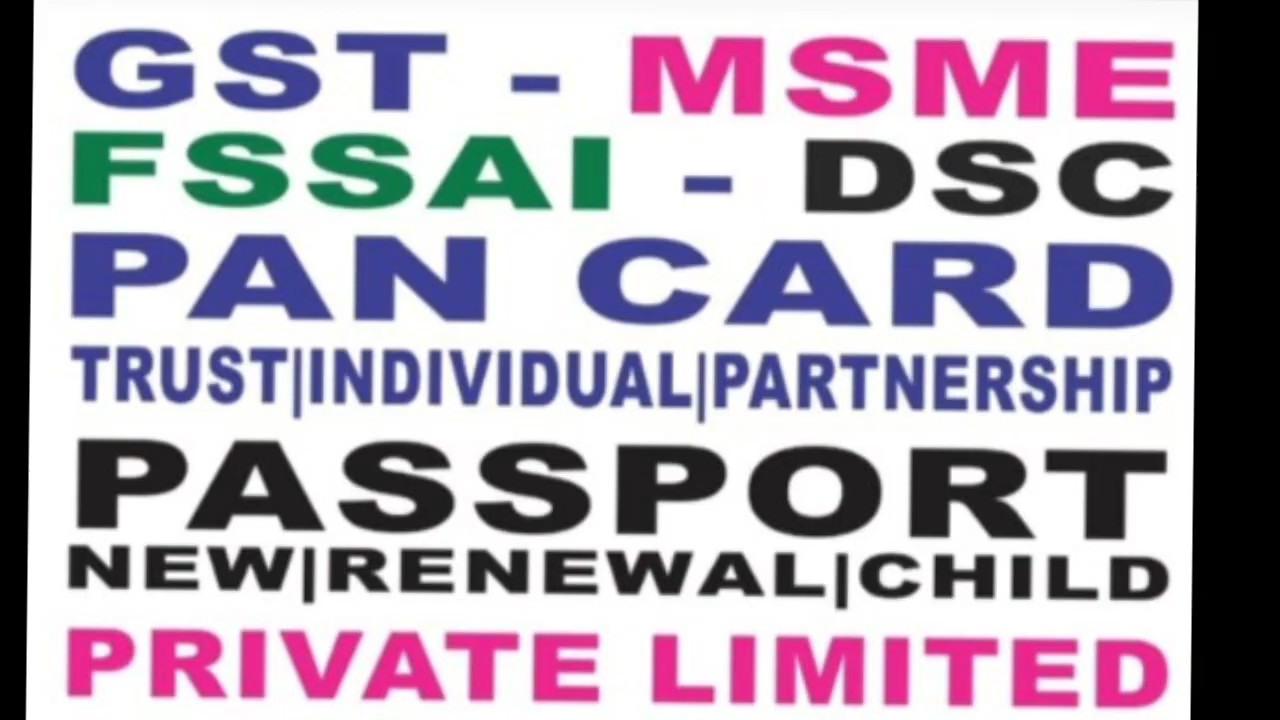 GST - MSME
FSSAI - DSC
PAN CARD
TRUST|INDIVIDUAL|PARTNERSHIP
PASSPORT
NEW|RENEWAL|CHILD
PRIVATE LIMITED